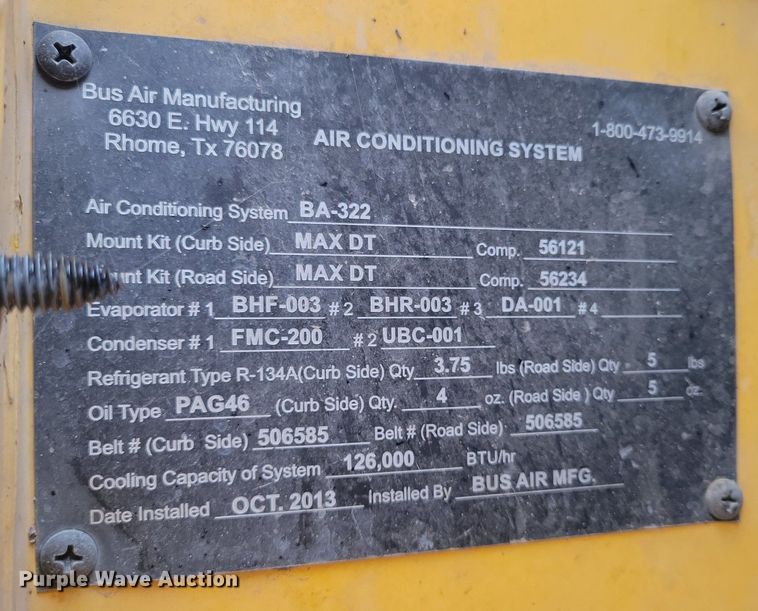 Bus Air Manufacturing
6630 E. Hwy 114
Rhome, Tx 76078
AIR CONDITIONING SYSTEM
1-800-473-9914
Air Conditioning System BA-322
Mount Kit (Curb Side) MAX DT Comp. 56121
unt Kit (Road Side) MAX DT Comp. 56234
Evaporator # 1 BHF-003 # 2 BHR-003 # 3 DA-001 # 4
Condenser # 1 FMC-200 # 2 UBC-001
Refrigerant Type R-134A(Curb Side) Qty 3.75 lbs (Road Side) Qty 5 lbs
Oil Type PAG46 (Curb Side) Qty. 4 oz. (Road Side ) Qty 5 oz.
Belt # (Curb Side) 506585 Belt # (Road Side) 506585
Cooling Capacity of System 126,000 BTU/hr
Date Installed OCT. 2013 Installed By BUS AIR MFG.
Purple Wave Auction